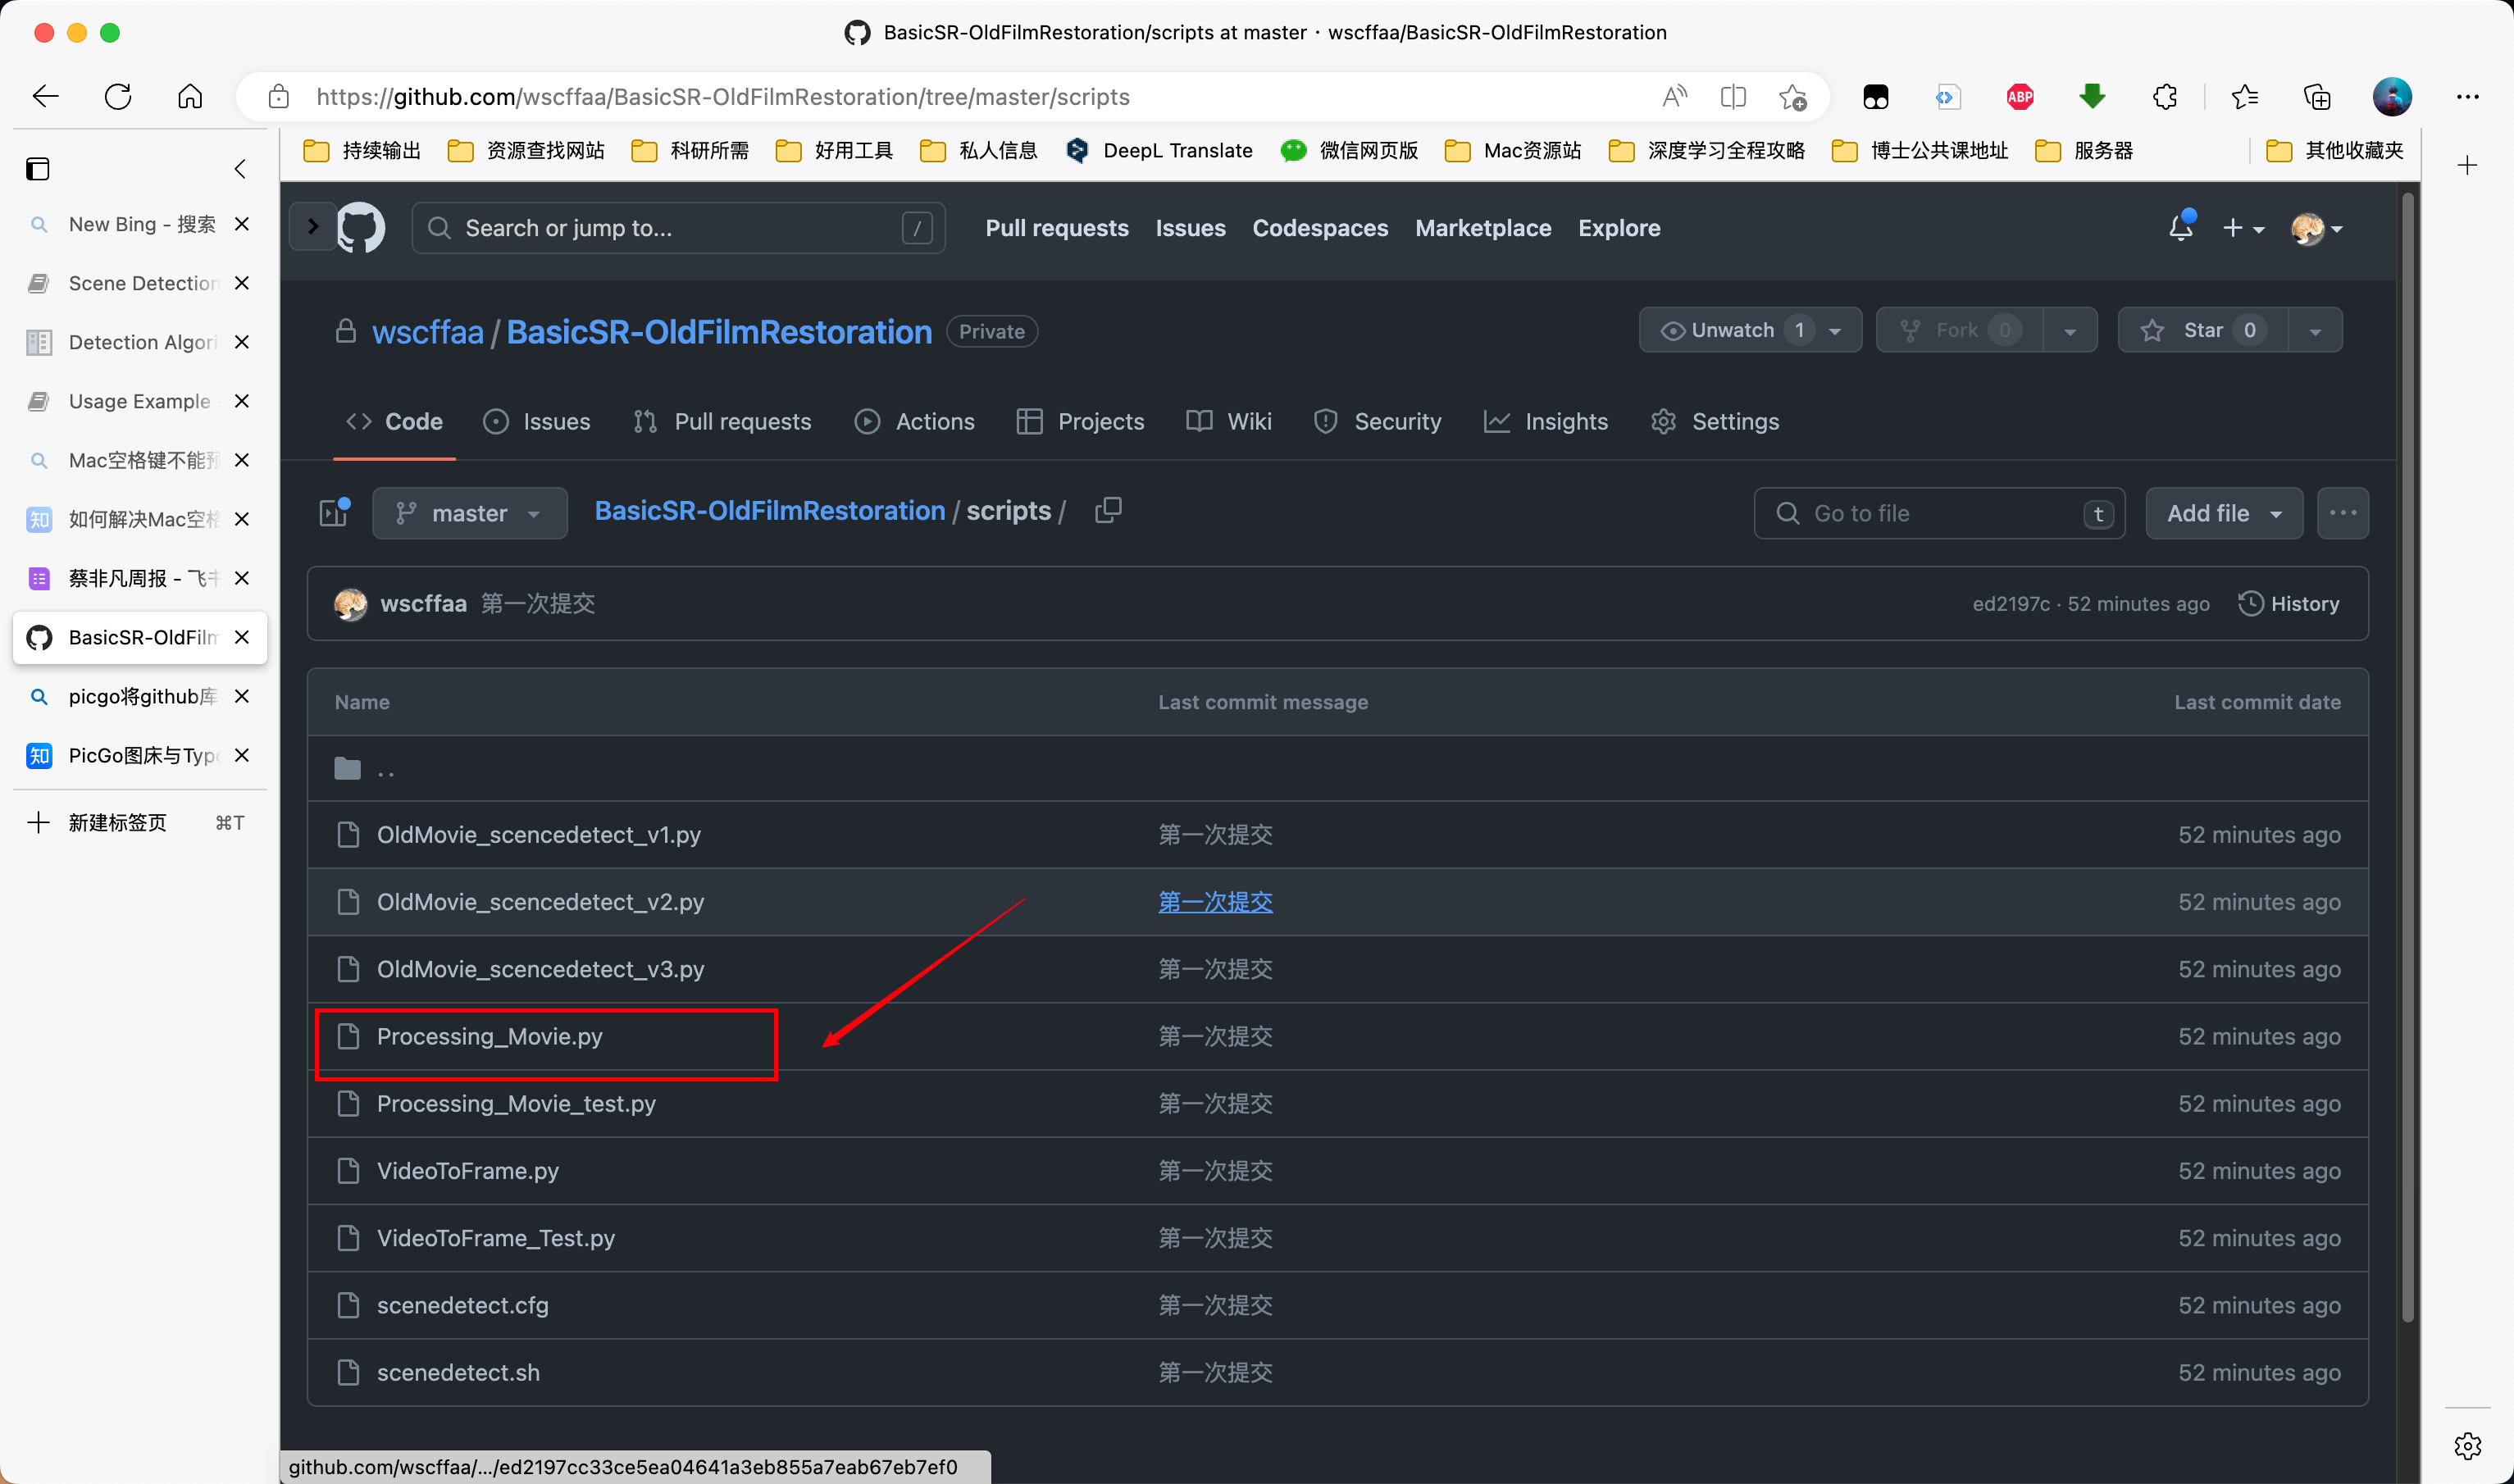 BasicSR-OldFilmRestoration/scripts at master · wscffaa/BasicSR-OldFilmRestoration
https://github.com/wscffaa/BasicSR-OldFilmRestoration/tree/master/scripts
ABP
持续输出 资源查找网站 科研所需 好用工具 私人信息 DeepL Translate 微信网页版 Mac资源站 深度学习全程攻略 博士公共课地址 服务器 其他收藏夹
New Bing - 搜索
Scene Detection
Detection Algori
Usage Example
Mac空格键不能预
知 如何解决Mac空格
蔡非凡周报 - 飞书
BasicSR-OldFilm
picgo将github库
知 PicGo图床与Typo
新建标签页 ⌘T
Search or jump to... / Pull requests Issues Codespaces Marketplace Explore
wscffaa / BasicSR-OldFilmRestoration Private Unwatch 1 Fork 0 Star 0
Code Issues Pull requests Actions Projects Wiki Security Insights Settings
master BasicSR-OldFilmRestoration / scripts / Go to file t Add file ...
wscffaa 第一次提交 ed2197c · 52 minutes ago History
Name Last commit message Last commit date
..
OldMovie_scencedetect_v1.py 第一次提交 52 minutes ago
OldMovie_scencedetect_v2.py 第一次提交 52 minutes ago
OldMovie_scencedetect_v3.py 第一次提交 52 minutes ago
Processing_Movie.py 第一次提交 52 minutes ago
Processing_Movie_test.py 第一次提交 52 minutes ago
VideoToFrame.py 第一次提交 52 minutes ago
VideoToFrame_Test.py 第一次提交 52 minutes ago
scenedetect.cfg 第一次提交 52 minutes ago
scenedetect.sh 第一次提交 52 minutes ago
github.com/wscffaa/.../ed2197cc33ce5ea04641a3eb855a7eab67eb7ef0